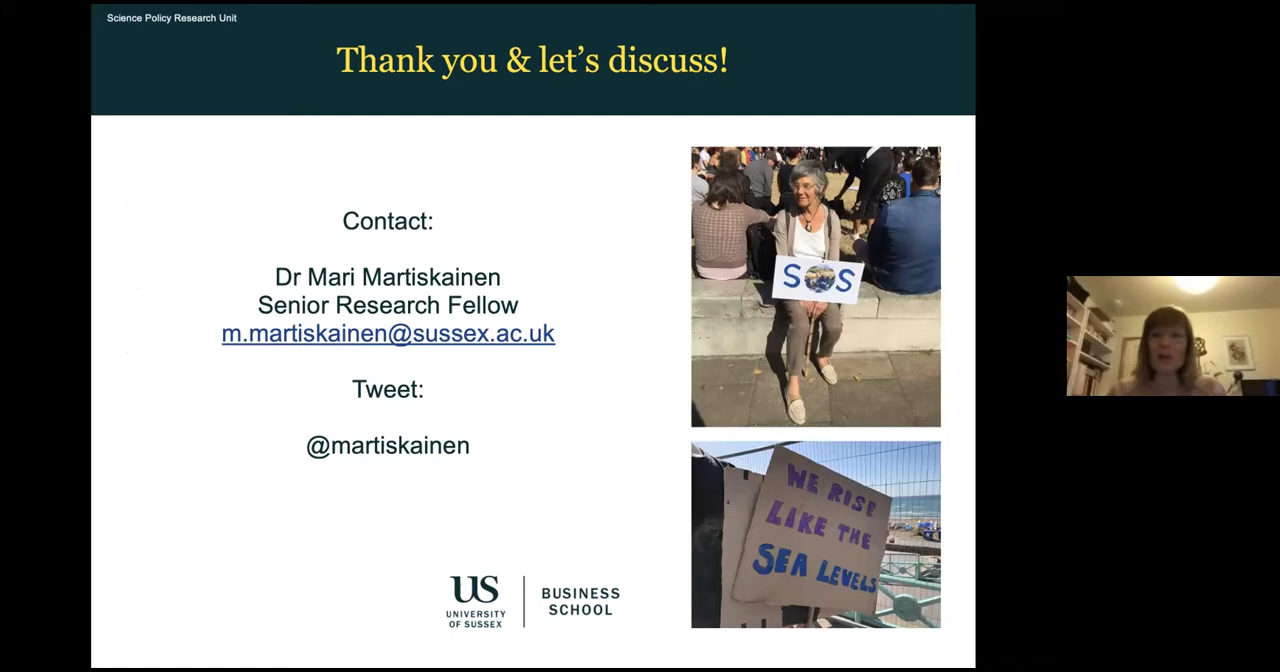 Science Policy Research Unit
Thank you & let's discuss!
Contact:
Dr Mari Martiskainen
Senior Research Fellow
m.martiskainen@sussex.ac.uk
Tweet:
@martiskainen
S S
WE RISE
LIKE THE
SEA LEVELS
US
UNIVERSITY
OF SUSSEX
BUSINESS
SCHOOL